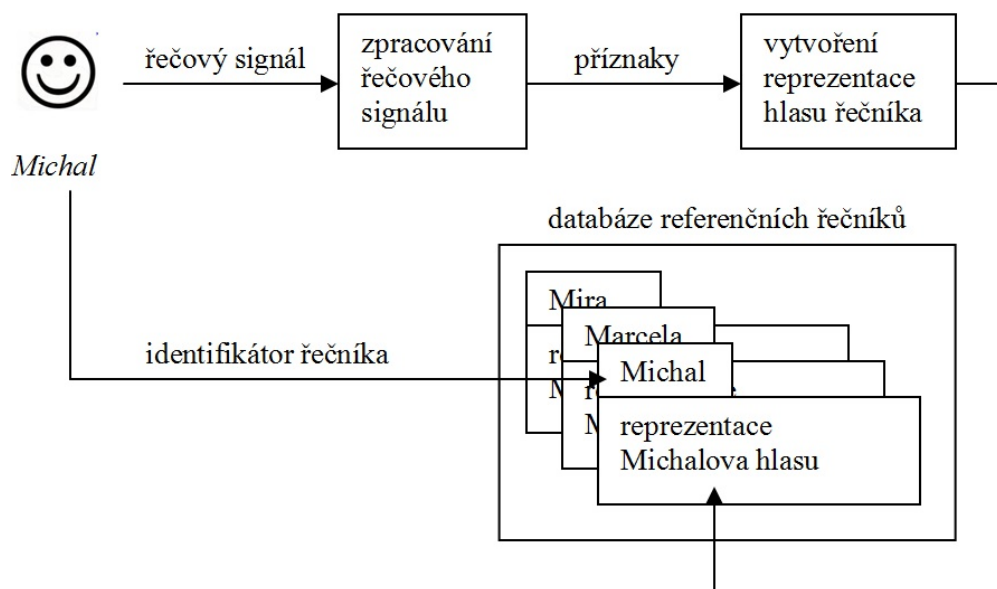 řečový signál
zpracování
řečového
signálu
příznaky
vytvoření
reprezentace
hlasu řečníka
Michal
databáze referenčních řečníků
Mira
Marcela
identifikátor řečníka
Michal
reprezentace
Michalova hlasu